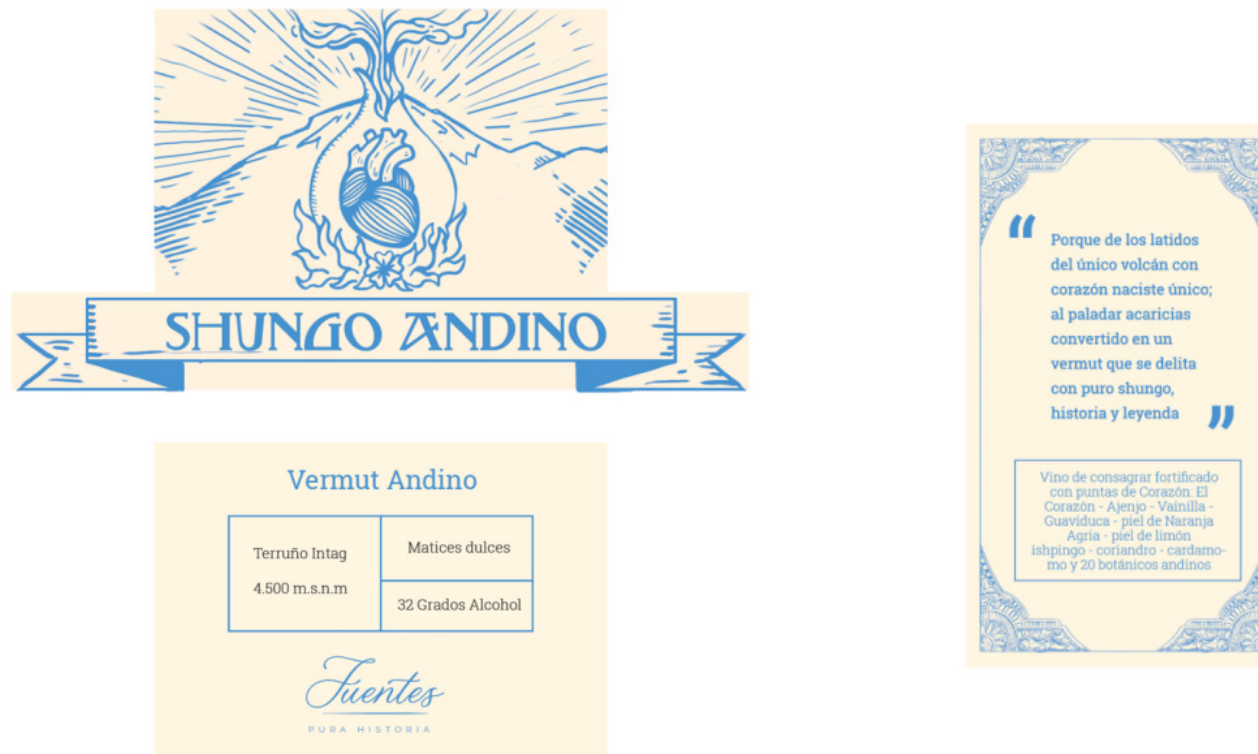 SHUNGO ANDINO
Vermut Andino
Terruño Intag
4.500 m.s.n.m
Matices dulces
32 Grados Alcohol
Fuentes
PURA HISTORIA
“
Porque de los latidos
del único volcán con
corazón naciste único;
al paladar acaricias
convertido en un
vermut que se delita
con puro shungo,
historia y leyenda
”
Vino de consagrar fortificado
con puntas de Corazón: El
Corazón - Ajenjo - Vainilla -
Guaviduca - piel de Naranja
Agria - piel de limón
ishpingo - coriandro - cardamo-
mo y 20 botánicos andinos